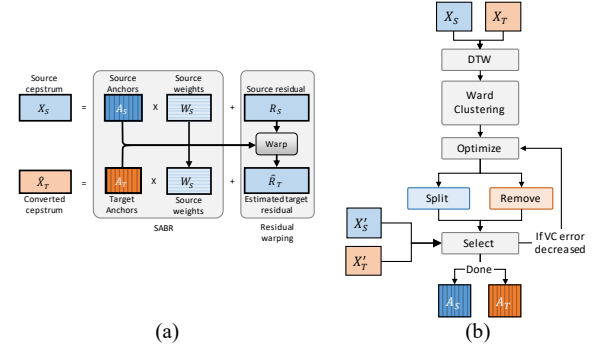 Source
cepstrum
Source
Anchors
Source
weights
Source residual
X_S = A_S X W_S + R_S
Warp
X̂_T = A_T X W_S + R̂_T
Converted
cepstrum
Target
Anchors
Source
weights
Estimated target
residual
SABR
Residual
warping
(a)
X_S X_T
DTW
Ward
Clustering
Optimize
Split Remove
X'_S
X'_T
Select
If VC error
decreased
Done
A_S A_T
(b)